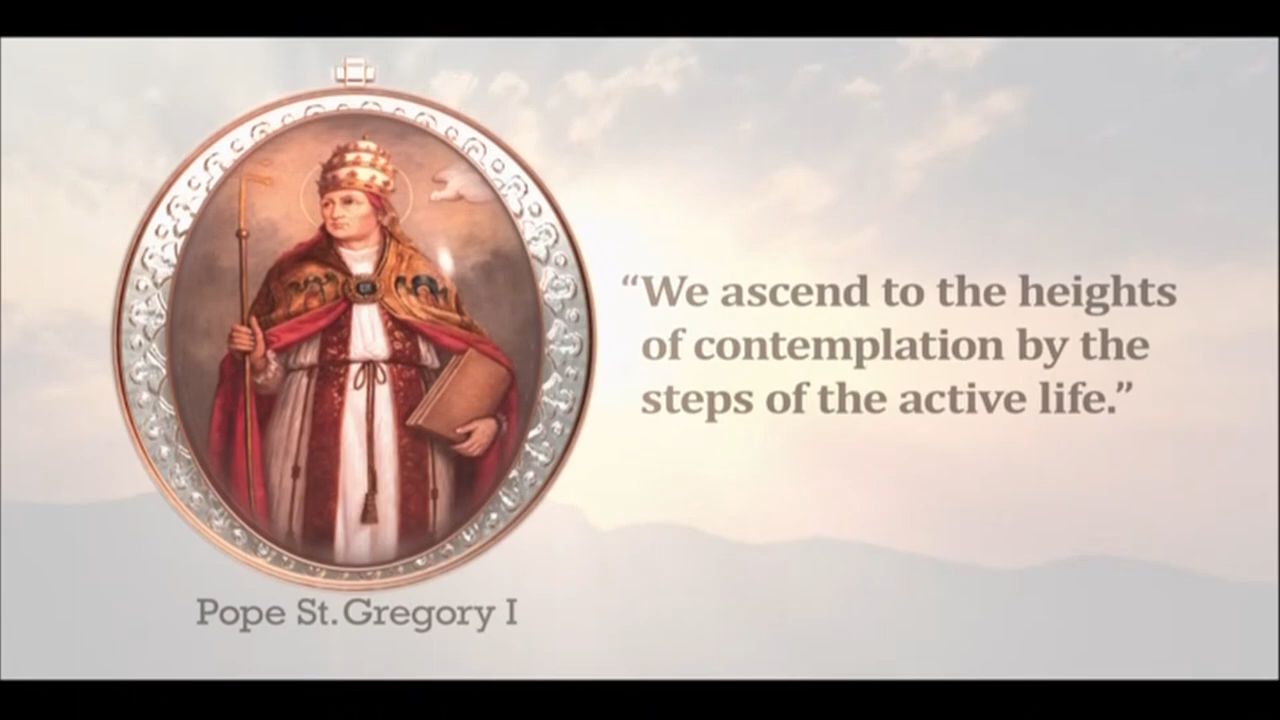 “We ascend to the heights
of contemplation by the
steps of the active life.”
Pope St. Gregory I